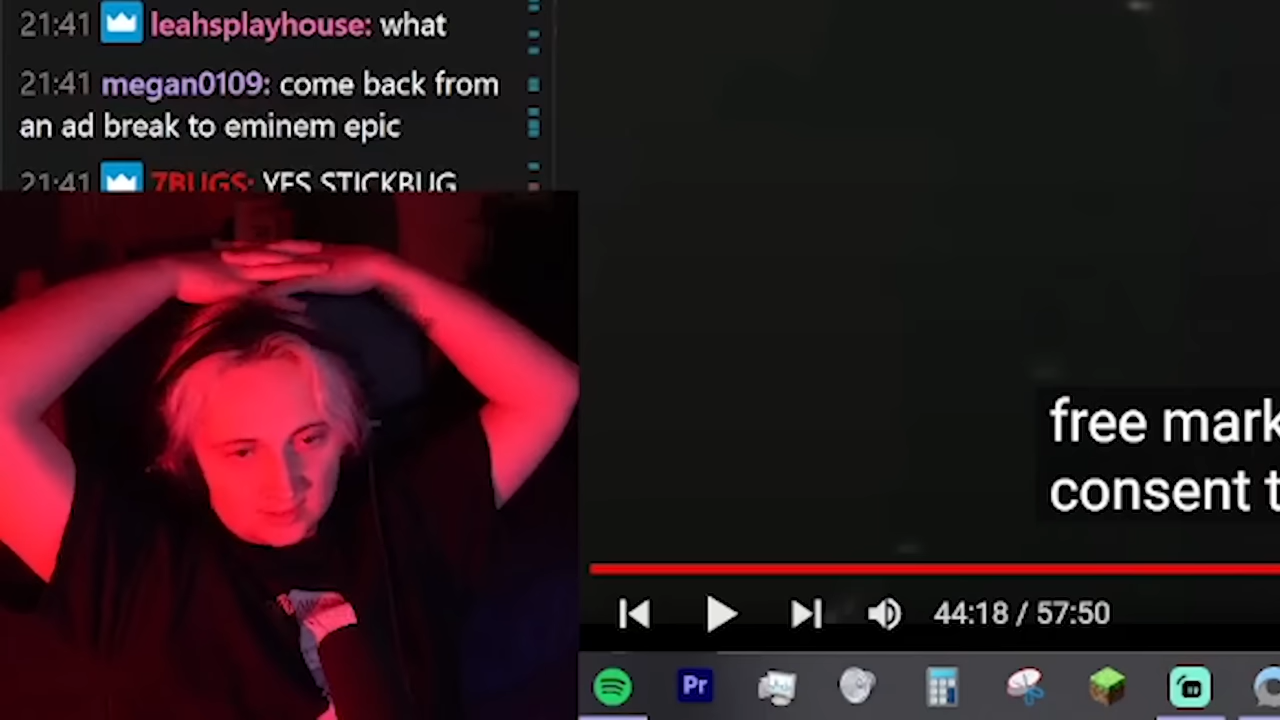 21:41 leahsplayhouse: what
21:41 megan0109: come back from
an ad break to eminem epic
21:41 7BUGS: YES STICKBUG
free mark
consent t
44:18 / 57:50
Pr